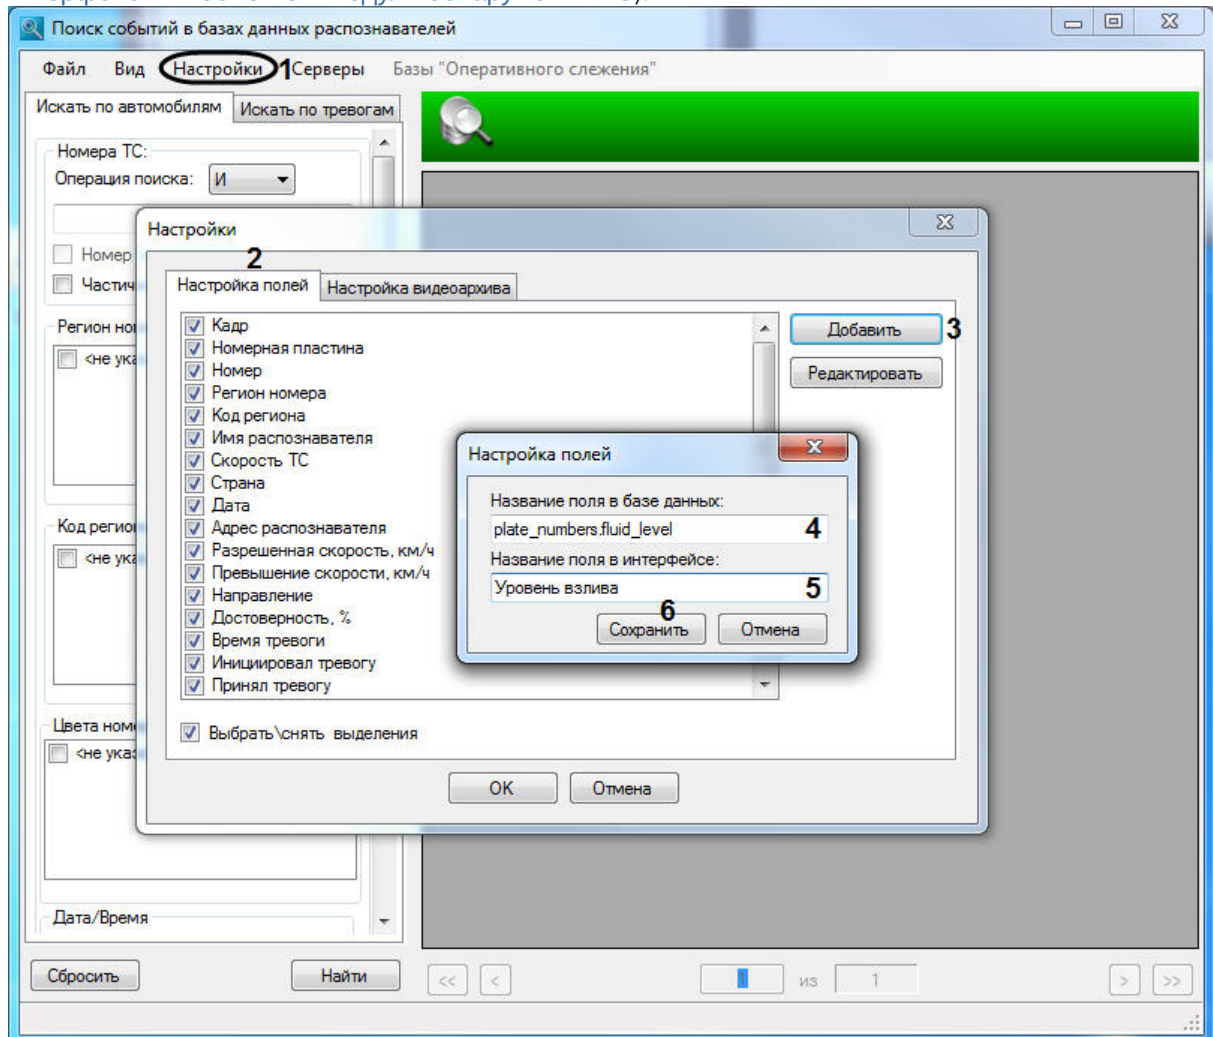 Поиск событий в базах данных распознавателей
Файл Вид Настройки 1 Серверы Базы "Оперативного слежения"
Искать по автомобилям Искать по тревогам
Номера ТС:
Операция поиска: И
Номер
Настройки
2
Настройка полей Настройка видеоархива
Регион
<не ука
Код
<не ука
Цвета
<не ука
Кадр
Номерная пластина
Номер
Регион номера
Код региона
Имя распознавателя
Скорость ТС
Страна
Дата
Адрес распознавателя
Разрешенная скорость, км/ч
Превышение скорости, км/ч
Направление
Достоверность, %
Время тревоги
Инициировал тревогу
Принял тревогу
Выбрать\снять выделения
Добавить 3
Редактировать
Настройка полей
Название поля в базе данных:
plate_numbers.fluid_level 4
Название поля в интерфейсе:
Уровень взлива 5
6
Сохранить Отмена
OK Отмена
Дата/Время
Сбросить Найти
<< < 1 из 1 > >>